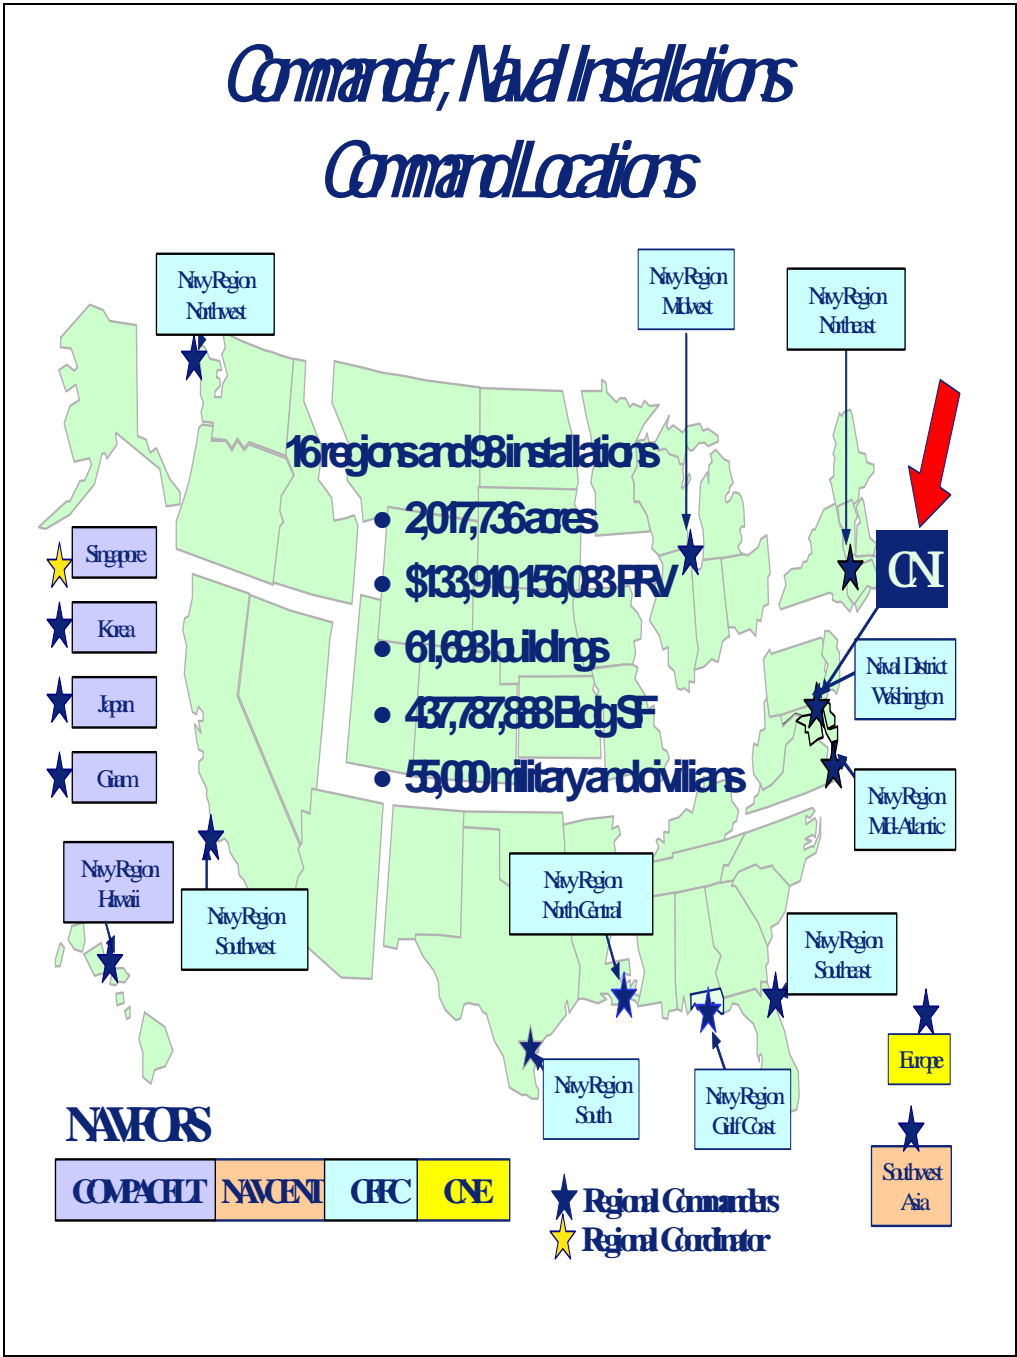 Commander, Naval Installations
Command Locations
Navy Region
Northwest
Navy Region
Midwest
Navy Region
Northeast
16 regions and 98 installations
• 2,017,736 acres
• $133,910,156,083 PRV
• 61,693 buildings
• 437,787,888 Bldg SF
• 55,000 military and civilians
CNI
Singapore
Korea
Japan
Guam
Naval District
Washington
Navy Region
Mid-Atlantic
Navy Region
Hawaii
Navy Region
Southwest
Navy Region
North Central
Navy Region
Southeast
Navy Region
South
Navy Region
Gulf Coast
Europe
Southwest
Asia
NAVFORS
COMPACFLT
NAVCENT
CFFC
CNE
Regional Commanders
Regional Coordinator